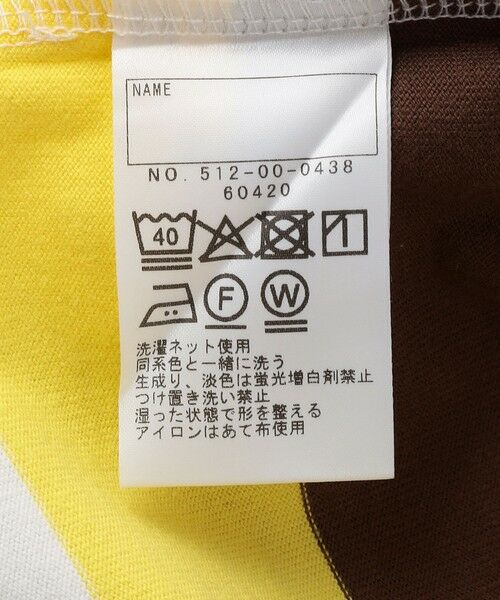 NAME
NO. 512-00-0438
60420
40
F W
洗濯ネット使用
同系色と一緒に洗う
生成り、淡色は蛍光増白剤禁止
つけ置き洗い禁止
湿った状態で形を整える
アイロンはあて布使用